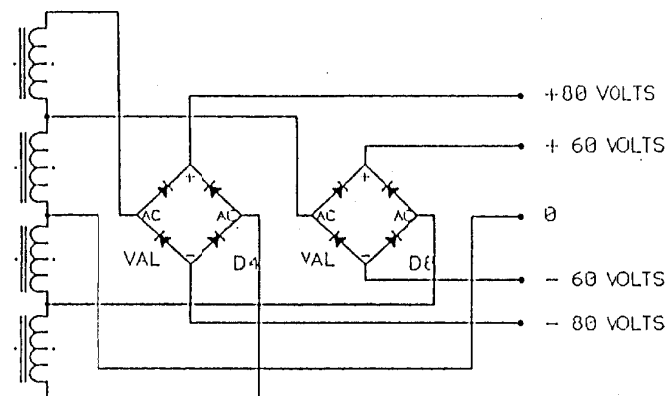 +80 VOLTS
+ 60 VOLTS
+
+
AC
AC
AC
AC
0
VAL
-
D4
VAL
-
D8
- 60 VOLTS
- 80 VOLTS